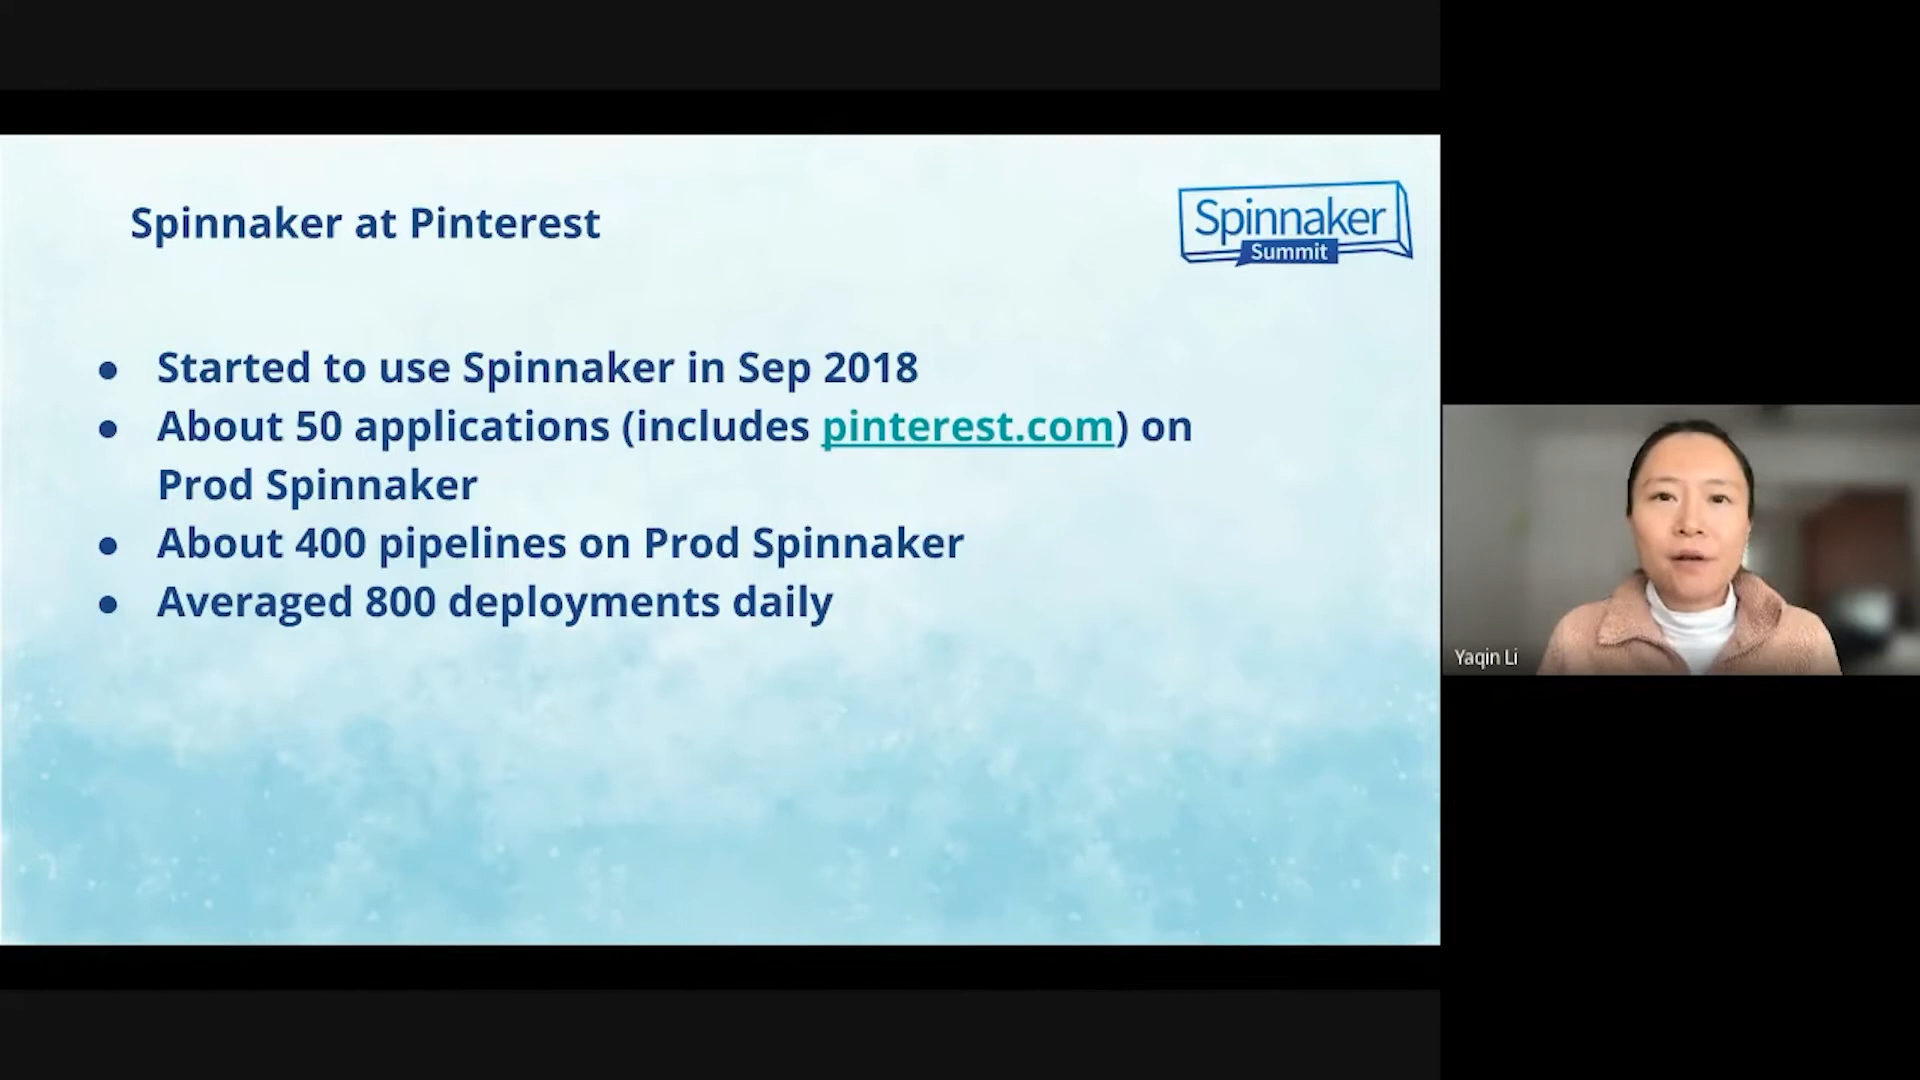 Spinnaker at Pinterest
Spinnaker
Summit
● Started to use Spinnaker in Sep 2018
● About 50 applications (includes pinterest.com) on
Prod Spinnaker
● About 400 pipelines on Prod Spinnaker
● Averaged 800 deployments daily
Yaqin Li